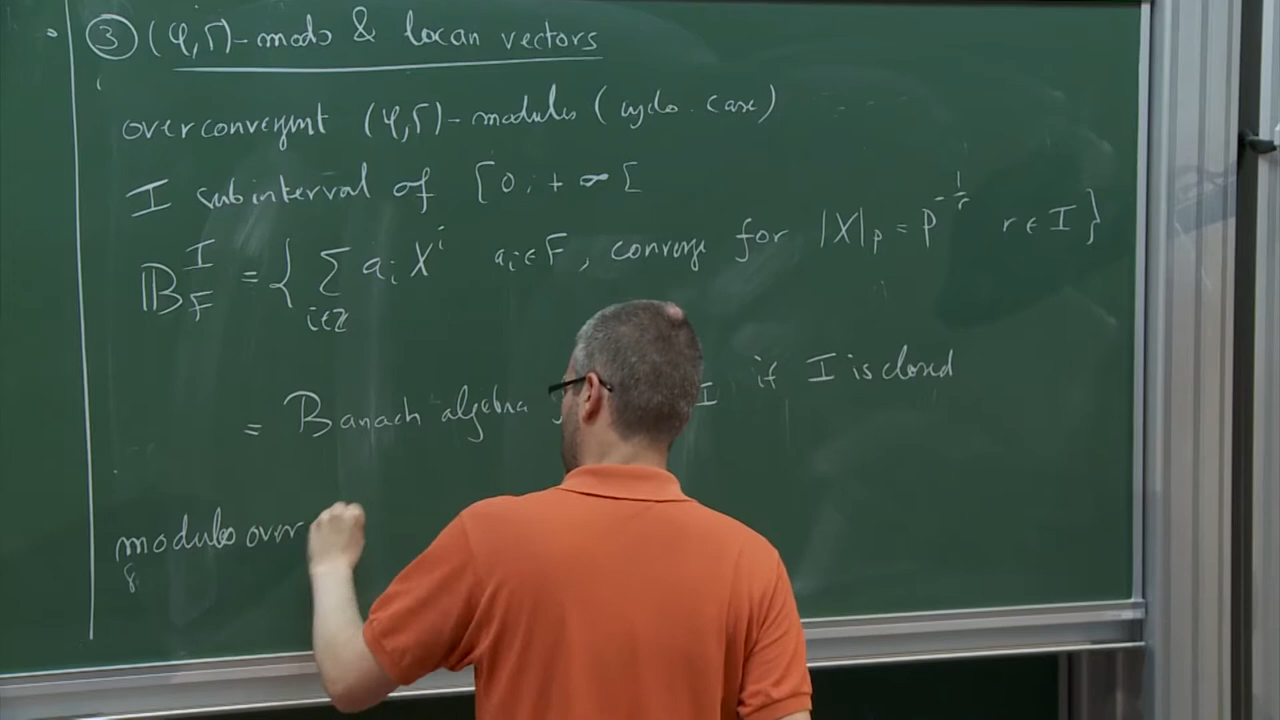 ③ (φ,Γ)-mods & locan vectors
overconvergent (φ,Γ)-modules (cyclo. case)
I subinterval of [0; +∞[
𝔹_F^I = { ∑_{i∈ℤ} a_i X^i   a_i ∈ F, converge for |X|_p = p^{-1/r}   r ∈ I }
= Banach algebra I if I is closed
modules over